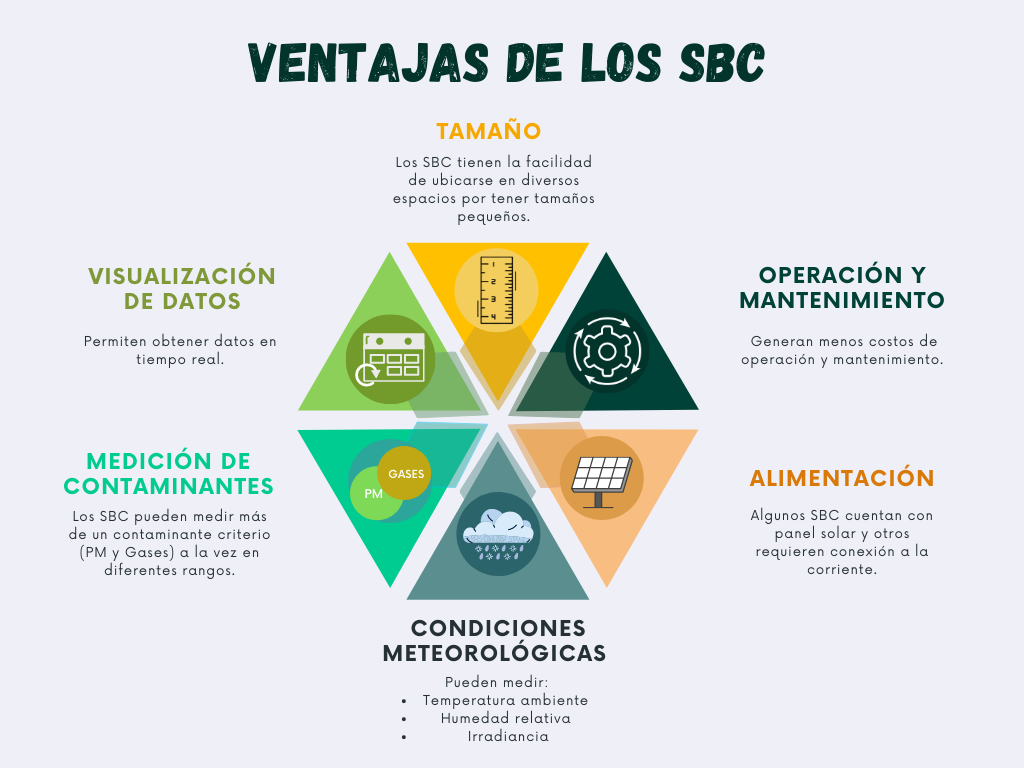 VENTAJAS DE LOS SBC
TAMAÑO
Los SBC tienen la facilidad
de ubicarse en diversos
espacios por tener tamaños
pequeños.
VISUALIZACIÓN
DE DATOS
Permiten obtener datos en
tiempo real.
OPERACIÓN Y
MANTENIMIENTO
Generan menos costos de
operación y mantenimiento.
1
2
3
4
MEDICIÓN DE
CONTAMINANTES
Los SBC pueden medir más
de un contaminante criterio
(PM y Gases) a la vez en
diferentes rangos.
GASES
PM
ALIMENTACIÓN
Algunos SBC cuentan con
panel solar y otros
requieren conexión a la
corriente.
CONDICIONES
METEOROLÓGICAS
Pueden medir:
• Temperatura ambiente
• Humedad relativa
• Irradiancia